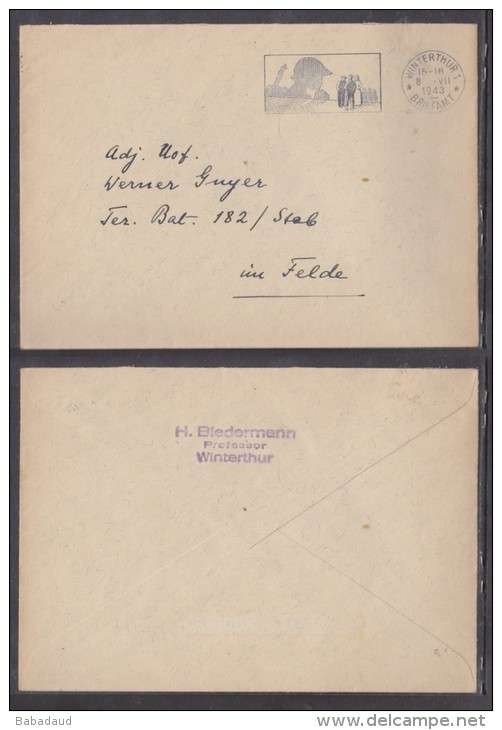 WINTERTHUR 1
15-16
8 VII
1943
BRIEFAMT
Adj. Uof.
Werner Guyer
Ter. Bat. 182 / Stab
im Felde
H. Biedermann
Professor
Winterthur
Babadaud
www.delcampe.net